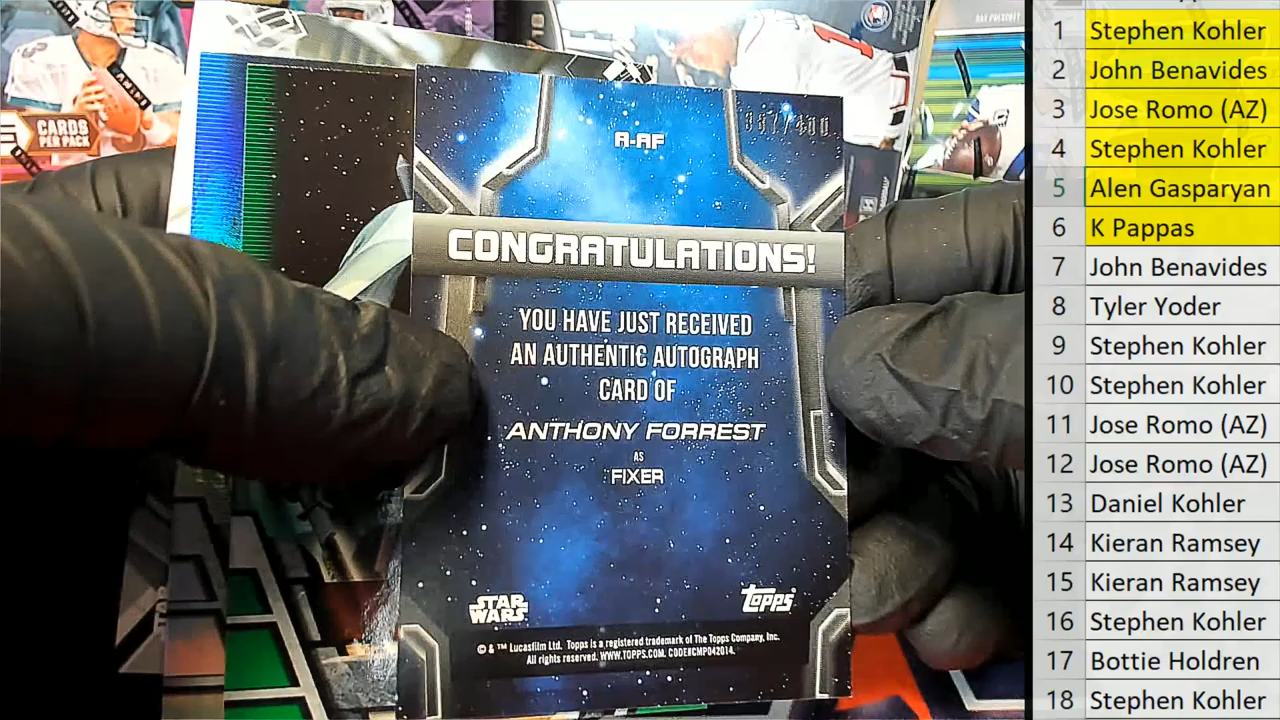 CARDS
PER PACK
A-AF
CONGRATULATIONS!
YOU HAVE JUST RECEIVED
AN AUTHENTIC AUTOGRAPH
CARD OF
ANTHONY FORREST
AS
FIXER
STAR
WARS
TOPPS
© & ™ Lucasfilm Ltd. Topps is a registered trademark of The Topps Company, Inc.
All rights reserved. WWW.TOPPS.COM. CODE#CMP042014.
1 Stephen Kohler
2 John Benavides
3 Jose Romo (AZ)
4 Stephen Kohler
5 Alen Gasparyan
6 K Pappas
7 John Benavides
8 Tyler Yoder
9 Stephen Kohler
10 Stephen Kohler
11 Jose Romo (AZ)
12 Jose Romo (AZ)
13 Daniel Kohler
14 Kieran Ramsey
15 Kieran Ramsey
16 Stephen Kohler
17 Bottie Holdren
18 Stephen Kohler